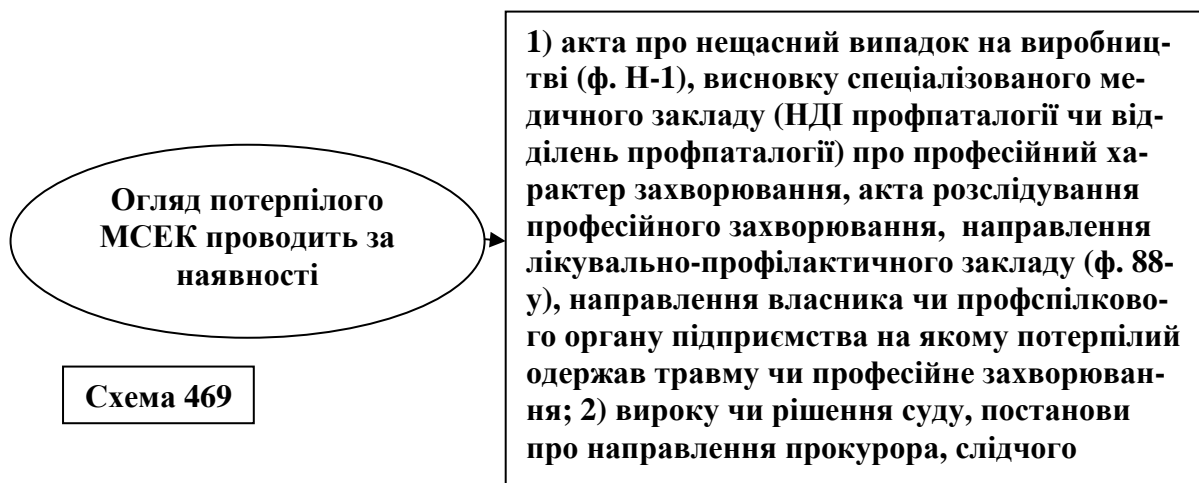 Огляд потерпілого
МСЕК проводить за
наявності
1) акта про нещасний випадок на виробниц-
тві (ф. Н-1), висновку спеціалізованого ме-
дичного закладу (НДІ профпаталогії чи від-
ділень профпаталогії) про професійний ха-
рактер захворювання, акта розслідування
професійного захворювання, направлення
лікувально-профілактичного закладу (ф. 88-
у), направлення власника чи профспілково-
го органу підприємства на якому потерпілий
одержав травму чи професійне захворюван-
ня; 2) вироку чи рішення суду, постанови
про направлення прокурора, слідчого
Схема 469